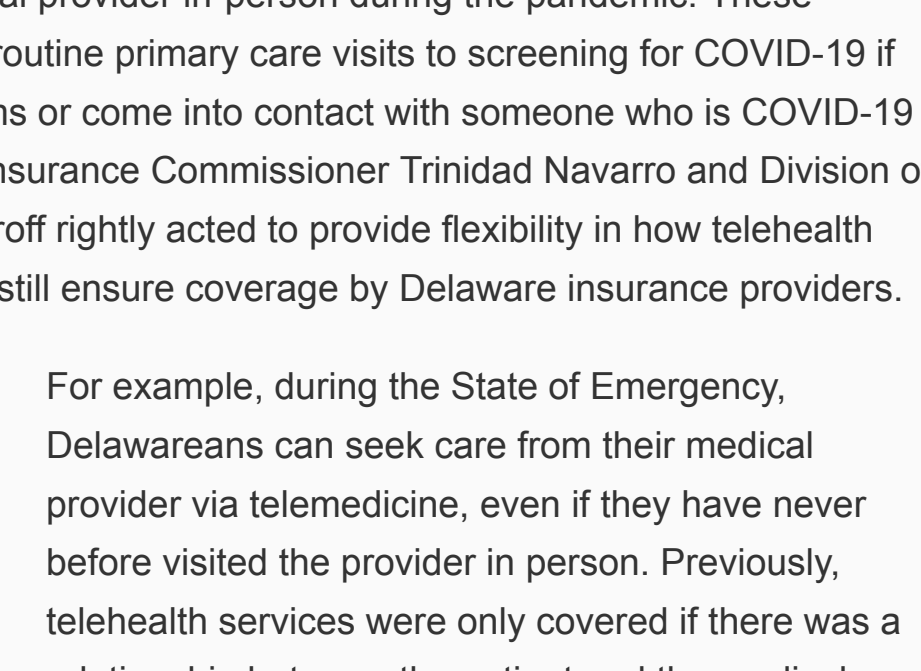 provider in person during the pandemic. These
routine primary care visits to screening for COVID-19 if
or come into contact with someone who is COVID-19
Insurance Commissioner Trinidad Navarro and Division
rightly acted to provide flexibility in how telehealth
still ensure coverage by Delaware insurance providers.
For example, during the State of Emergency,
Delawareans can seek care from their medical
provider via telemedicine, even if they have never
before visited the provider in person. Previously,
telehealth services were only covered if there was a